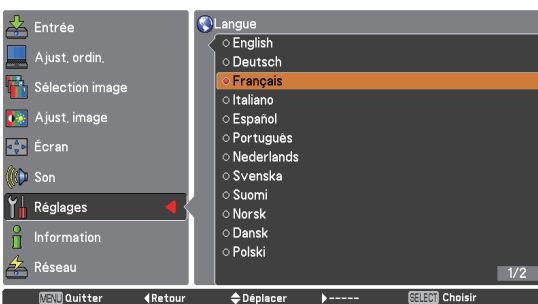 Entrée
Ajust. ordin.
Sélection image
Ajust. image
Écran
Son
Réglages
Information
Réseau
Langue
English
Deutsch
Français
Italiano
Español
Português
Nederlands
Svenska
Suomi
Norsk
Dansk
Polski
1/2
MENU Quitter
Retour
Déplacer
-----
SELECT Choisir